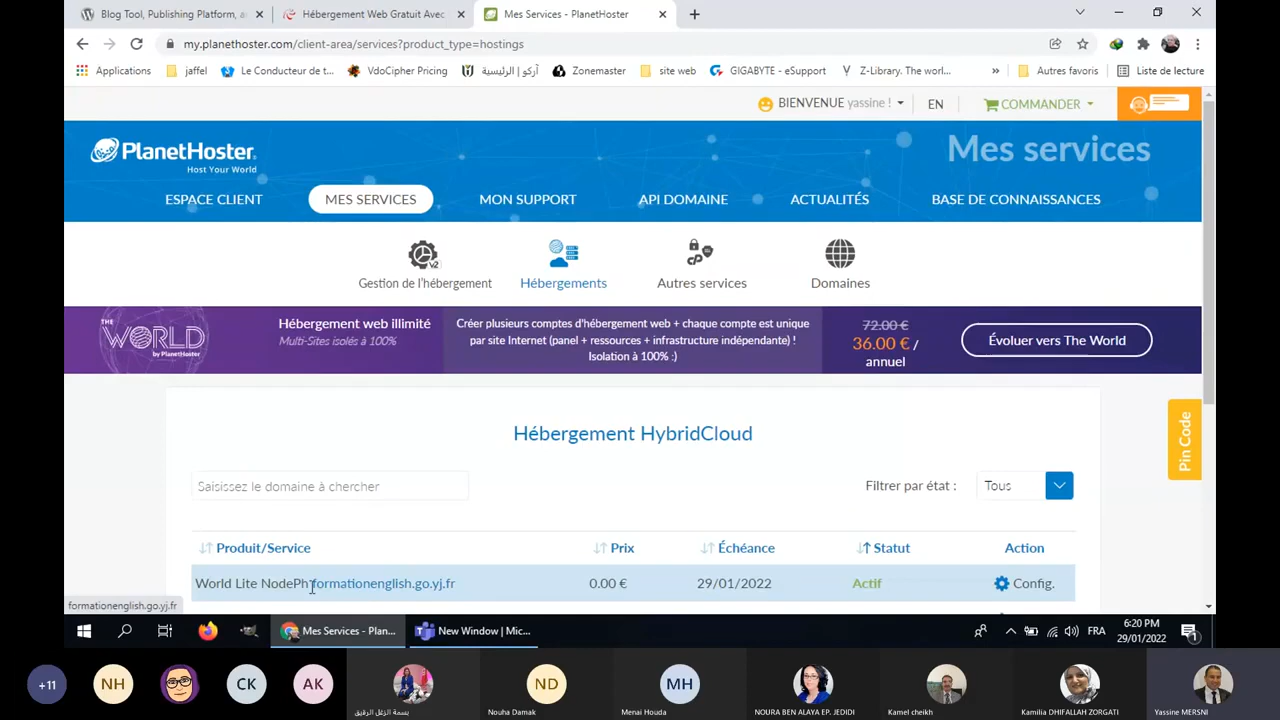 Blog Tool, Publishing Platform, a
Hébergement Web Gratuit Avec
Mes Services - PlanetHoster
my.planethoster.com/client-area/services?product_type=hostings
Applications
jaffel
Le Conducteur de t...
VdoCipher Pricing
أركو | الرئيسية
Zonemaster
site web
GIGABYTE - eSupport
Z-Library. The worl...
»
Autres favoris
Liste de lecture
BIENVENUE yassine !
EN
COMMANDER
PlanetHoster
Host Your World
Mes services
ESPACE CLIENT
MES SERVICES
MON SUPPORT
API DOMAINE
ACTUALITÉS
BASE DE CONNAISSANCES
V2
Gestion de l'hébergement
Hébergements
Autres services
Domaines
THE
WORLD
by PlanetHoster
Hébergement web illimité
Multi-Sites isolés à 100%
Créer plusieurs comptes d'hébergement web + chaque compte est unique
par site Internet (panel + ressources + infrastructure indépendante) !
Isolation à 100% :)
72.00 €
36.00 € /
annuel
Évoluer vers The World
Pin Code
Hébergement HybridCloud
Saisissez le domaine à chercher
Filtrer par état :
Tous
Produit/Service
Prix
Échéance
Statut
Action
World Lite NodePh formationenglish.go.yj.fr
0.00 €
29/01/2022
Actif
Config.
formationenglish.go.yj.fr
Mes Services - Plan...
New Window | Mic...
FRA
6:20 PM
29/01/2022
1
+11
NH
CK
AK
بسمة الزغل الرقيق
ND
Nouha Damak
MH
Menai Houda
NOURA BEN ALAYA EP. JEDIDI
Kamel cheikh
Kamilia DHIFALLAH ZORGATI
Yassine MERSNI